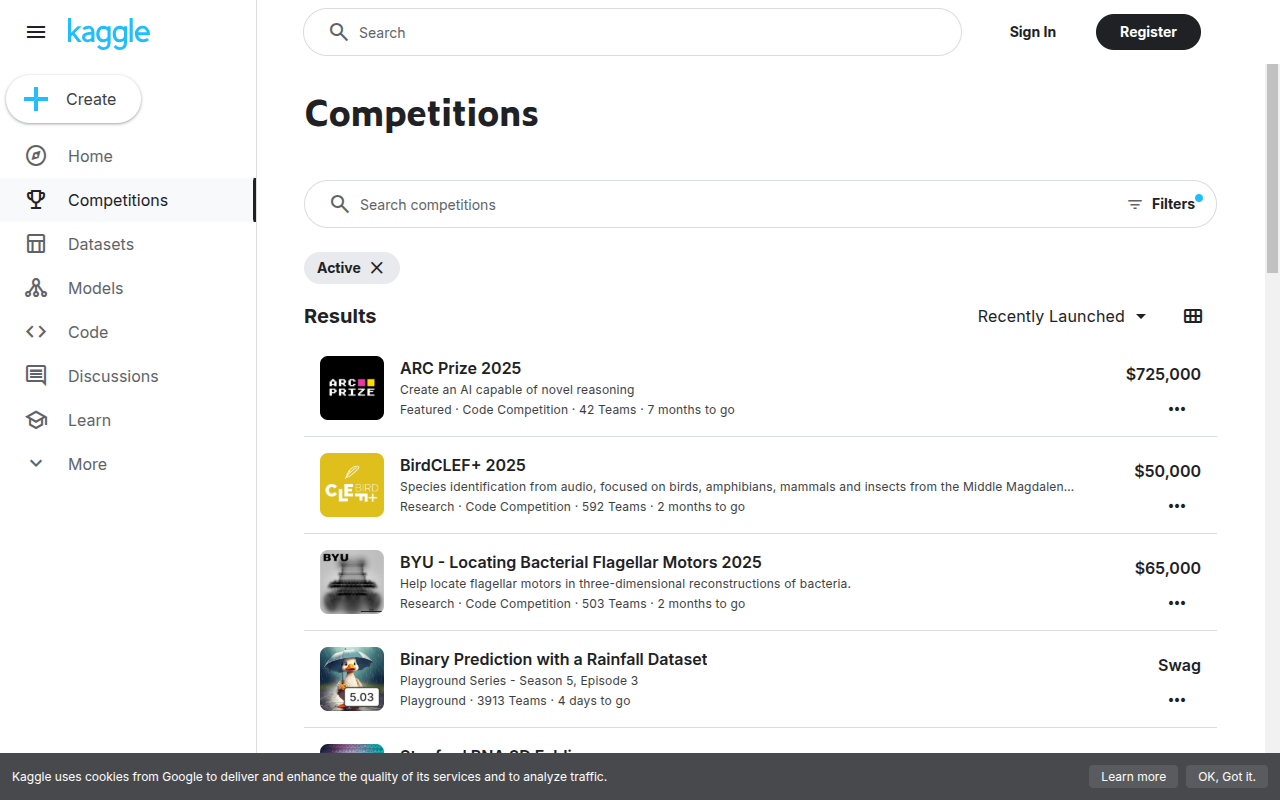 kaggle
Search
Sign In
Register
Create
Home
Competitions
Datasets
Models
Code
Discussions
Learn
More
Competitions
Search competitions
Filters
Active
Results
Recently Launched
ARC PRIZE
ARC Prize 2025
Create an AI capable of novel reasoning
Featured · Code Competition · 42 Teams · 7 months to go
$725,000
CLEF BIRD +
BirdCLEF+ 2025
Species identification from audio, focused on birds, amphibians, mammals and insects from the Middle Magdalen...
Research · Code Competition · 592 Teams · 2 months to go
$50,000
BYU
BYU - Locating Bacterial Flagellar Motors 2025
Help locate flagellar motors in three-dimensional reconstructions of bacteria.
Research · Code Competition · 503 Teams · 2 months to go
$65,000
5.03
Binary Prediction with a Rainfall Dataset
Playground Series - Season 5, Episode 3
Playground · 3913 Teams · 4 days to go
Swag
Kaggle uses cookies from Google to deliver and enhance the quality of its services and to analyze traffic.
Learn more
OK, Got it.